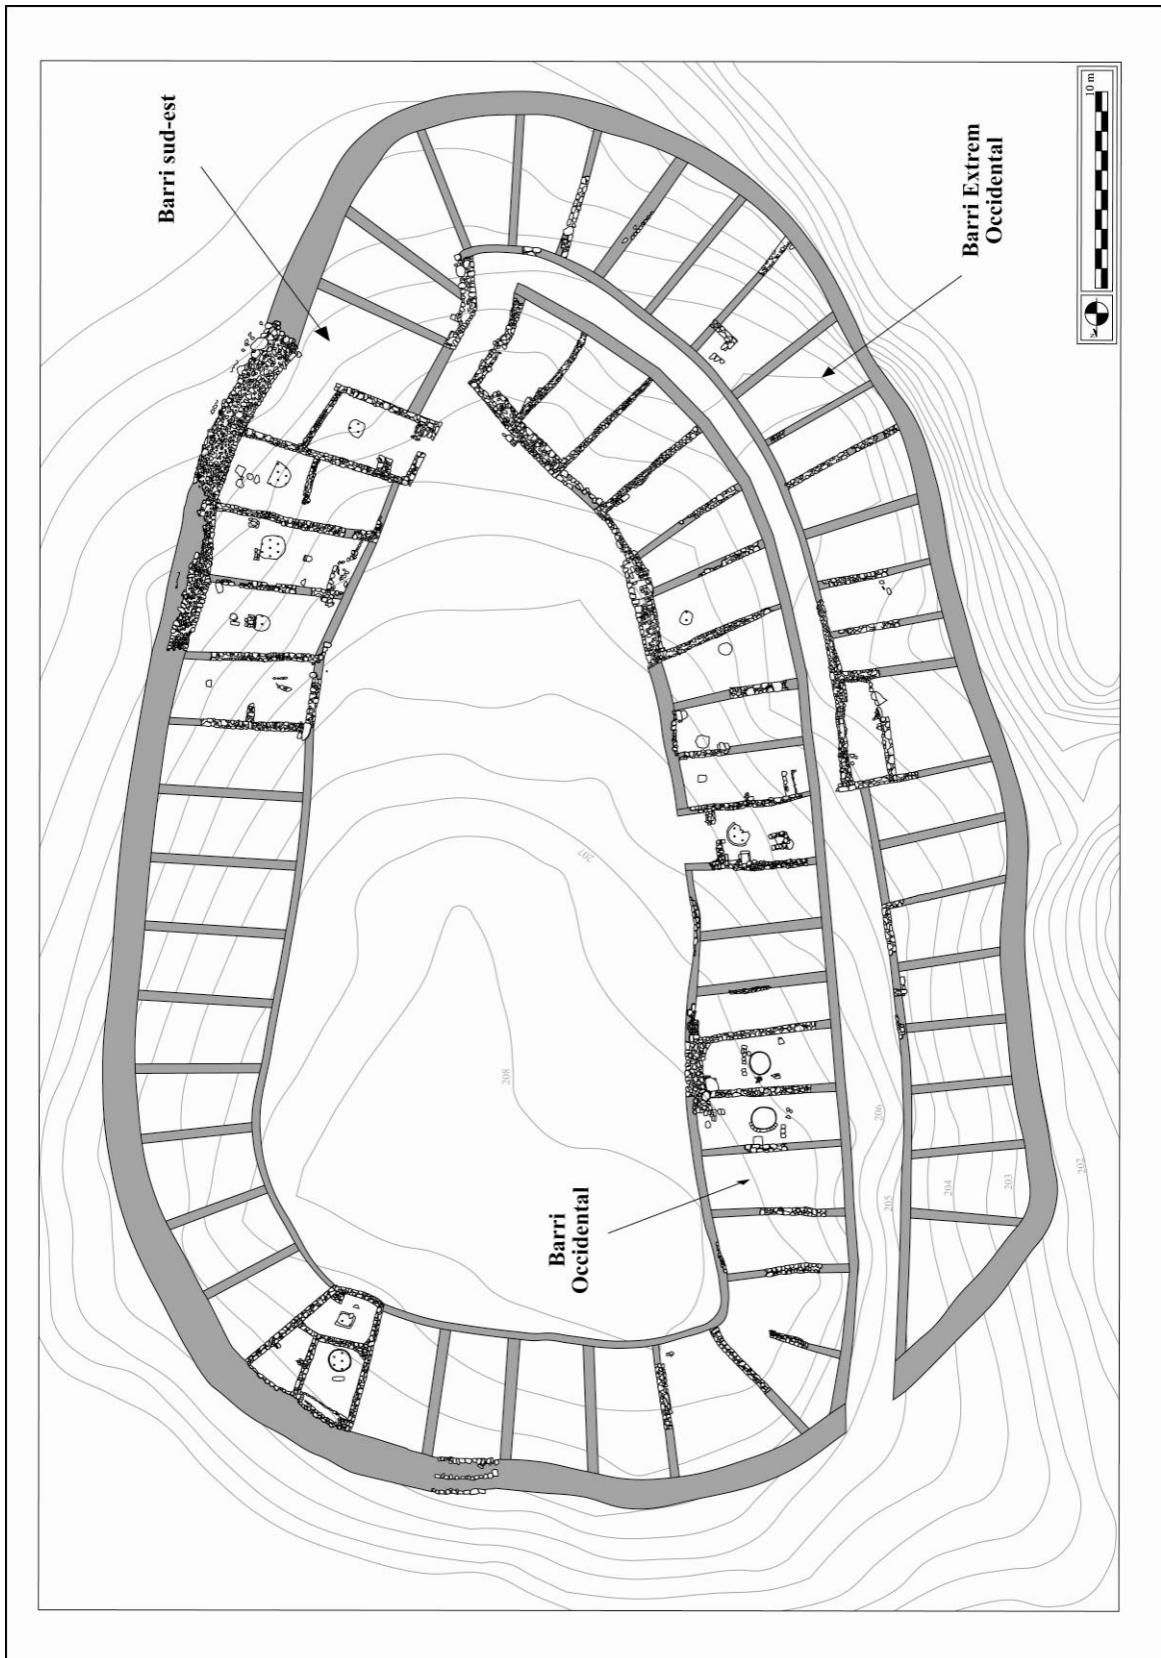 Barri sud-est
Barri Extrem
Occidental
10 m
N
207
208
Barri
Occidental
206
205
204
203
202